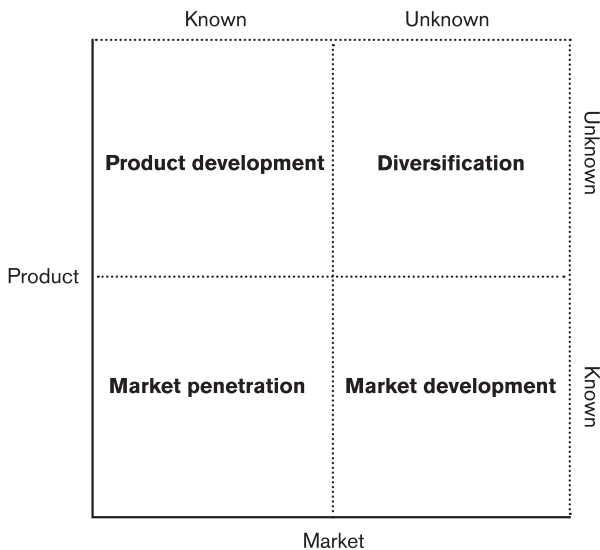 Known
Unknown
Unknown
Product development
Diversification
Product
Market penetration
Market development
Known
Market